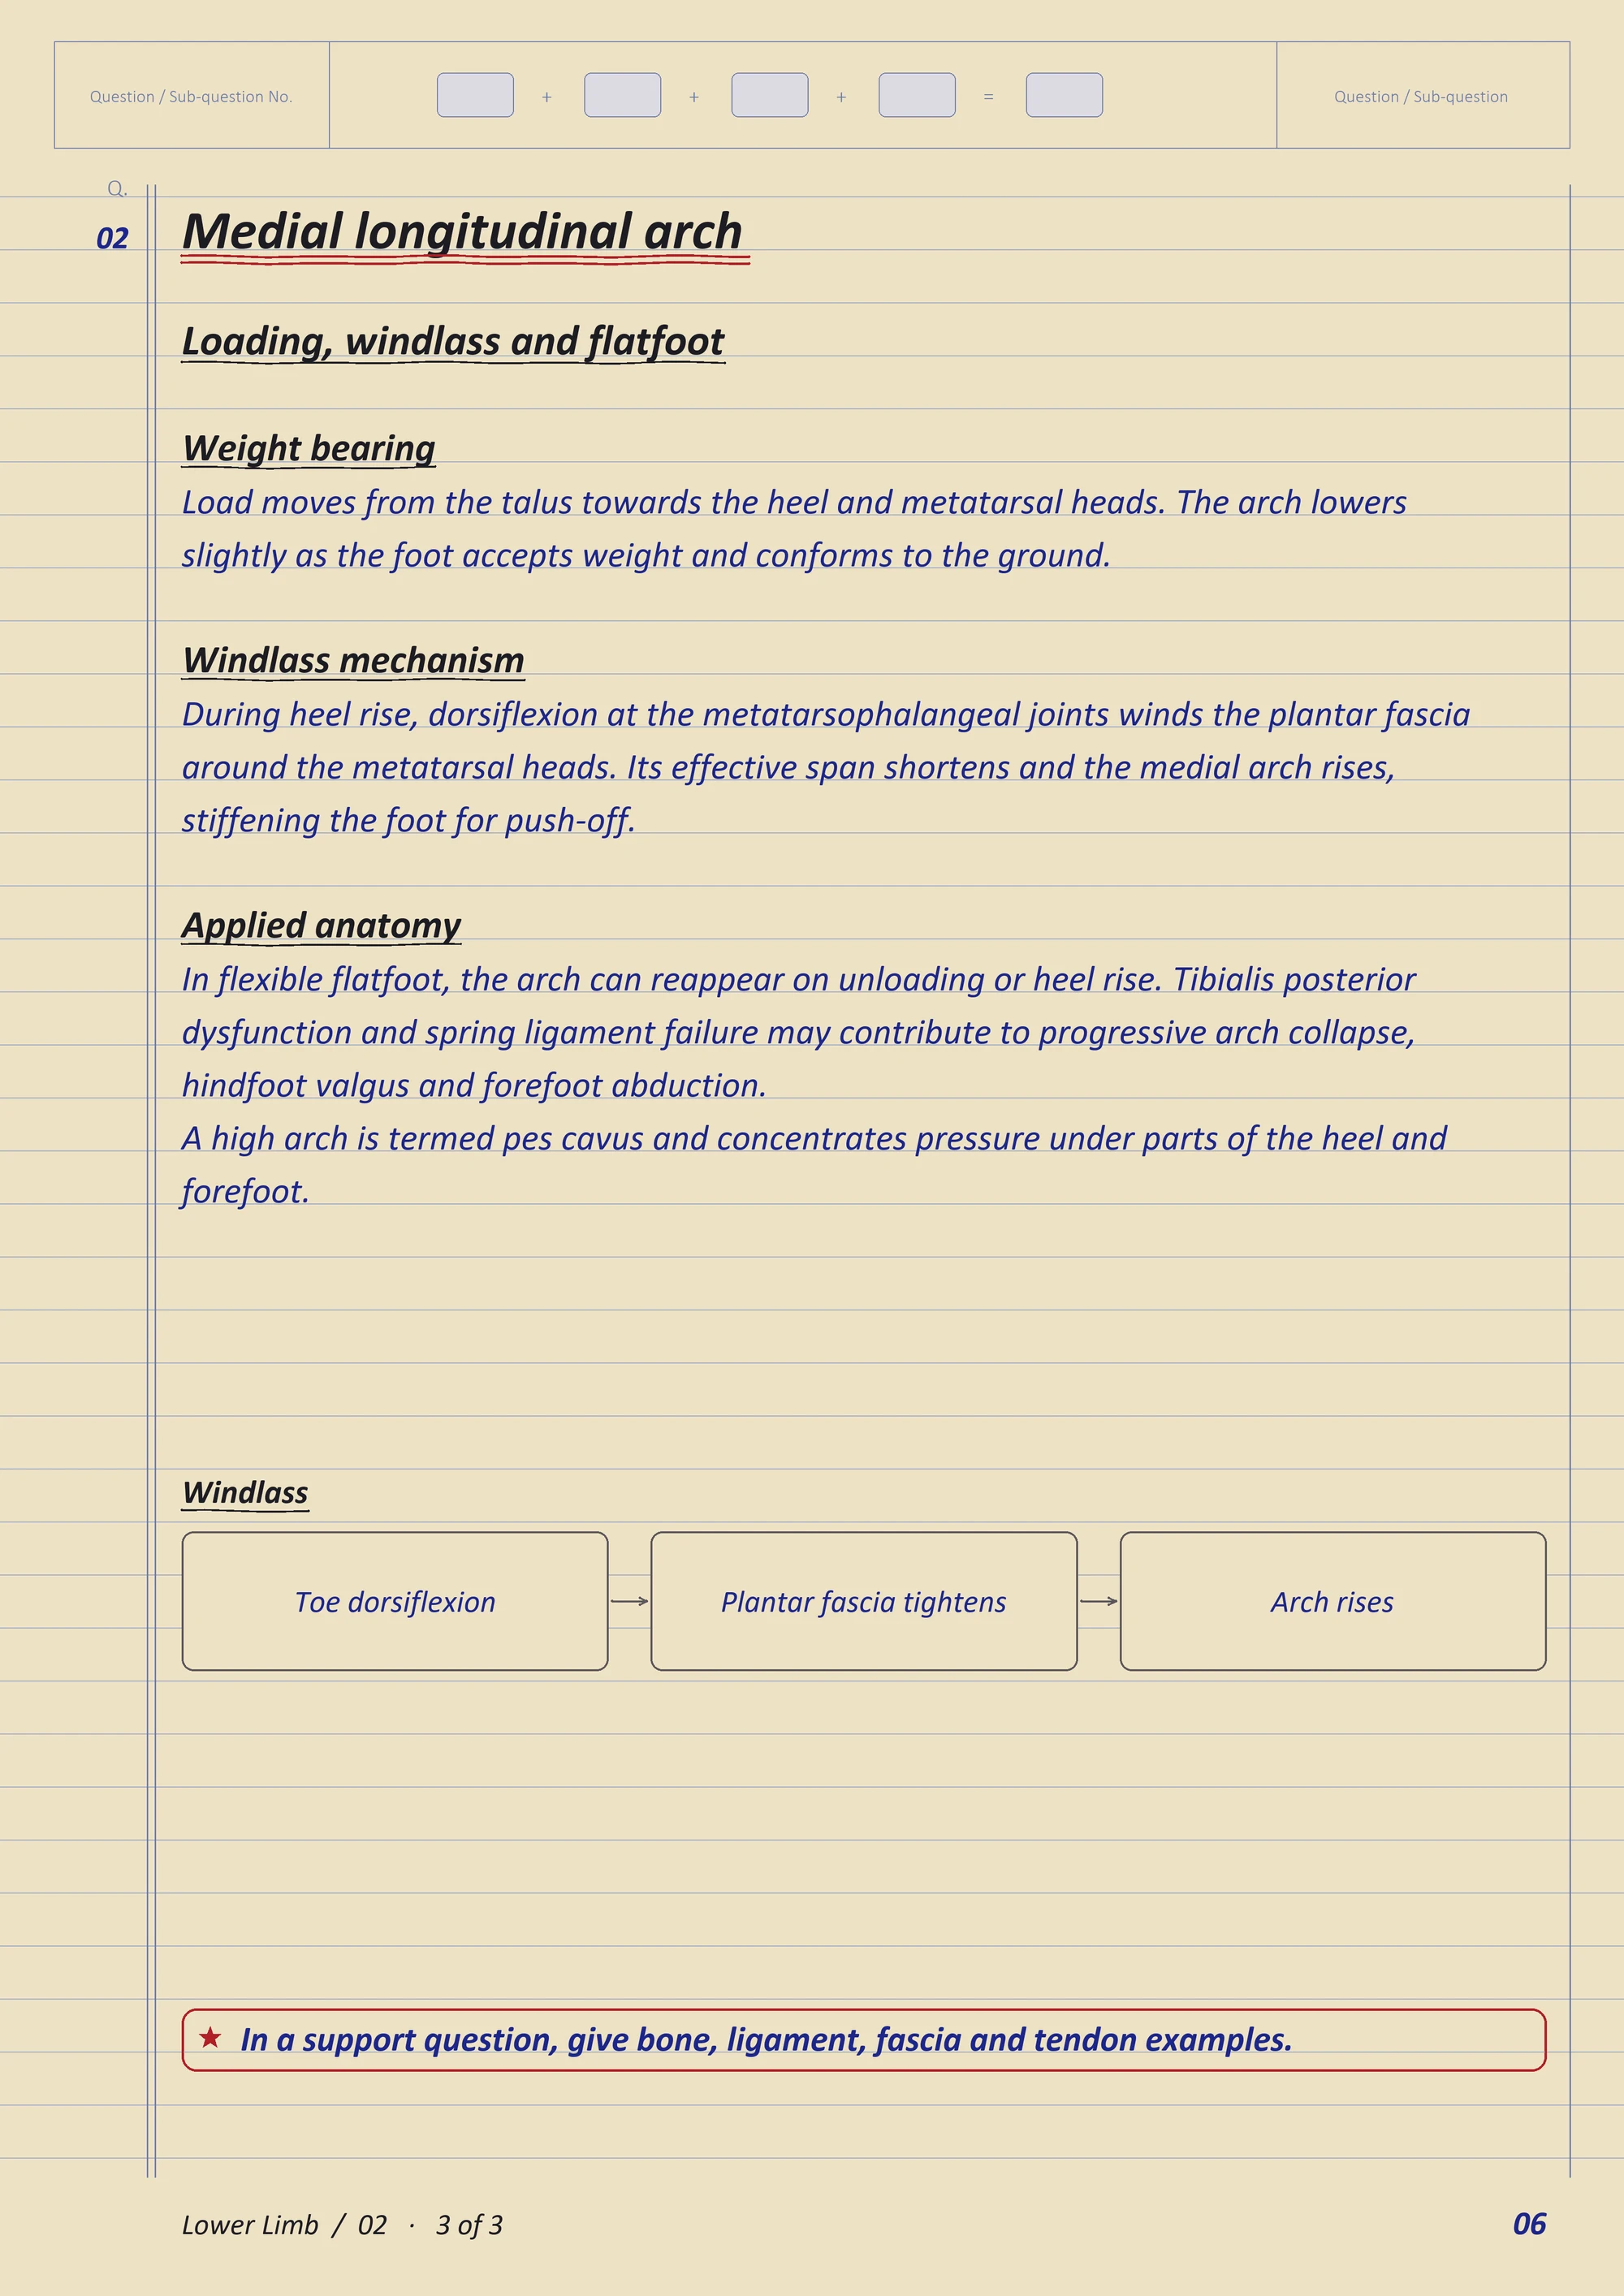 Question / Sub-question No.
+ + + =
Question / Sub-question
Q.
02
Medial longitudinal arch
Loading, windlass and flatfoot
Weight bearing
Load moves from the talus towards the heel and metatarsal heads. The arch lowers
slightly as the foot accepts weight and conforms to the ground.
Windlass mechanism
During heel rise, dorsiflexion at the metatarsophalangeal joints winds the plantar fascia
around the metatarsal heads. Its effective span shortens and the medial arch rises,
stiffening the foot for push-off.
Applied anatomy
In flexible flatfoot, the arch can reappear on unloading or heel rise. Tibialis posterior
dysfunction and spring ligament failure may contribute to progressive arch collapse,
hindfoot valgus and forefoot abduction.
A high arch is termed pes cavus and concentrates pressure under parts of the heel and
forefoot.
Windlass
Toe dorsiflexion
Plantar fascia tightens
Arch rises
★ In a support question, give bone, ligament, fascia and tendon examples.
Lower Limb / 02 · 3 of 3
06